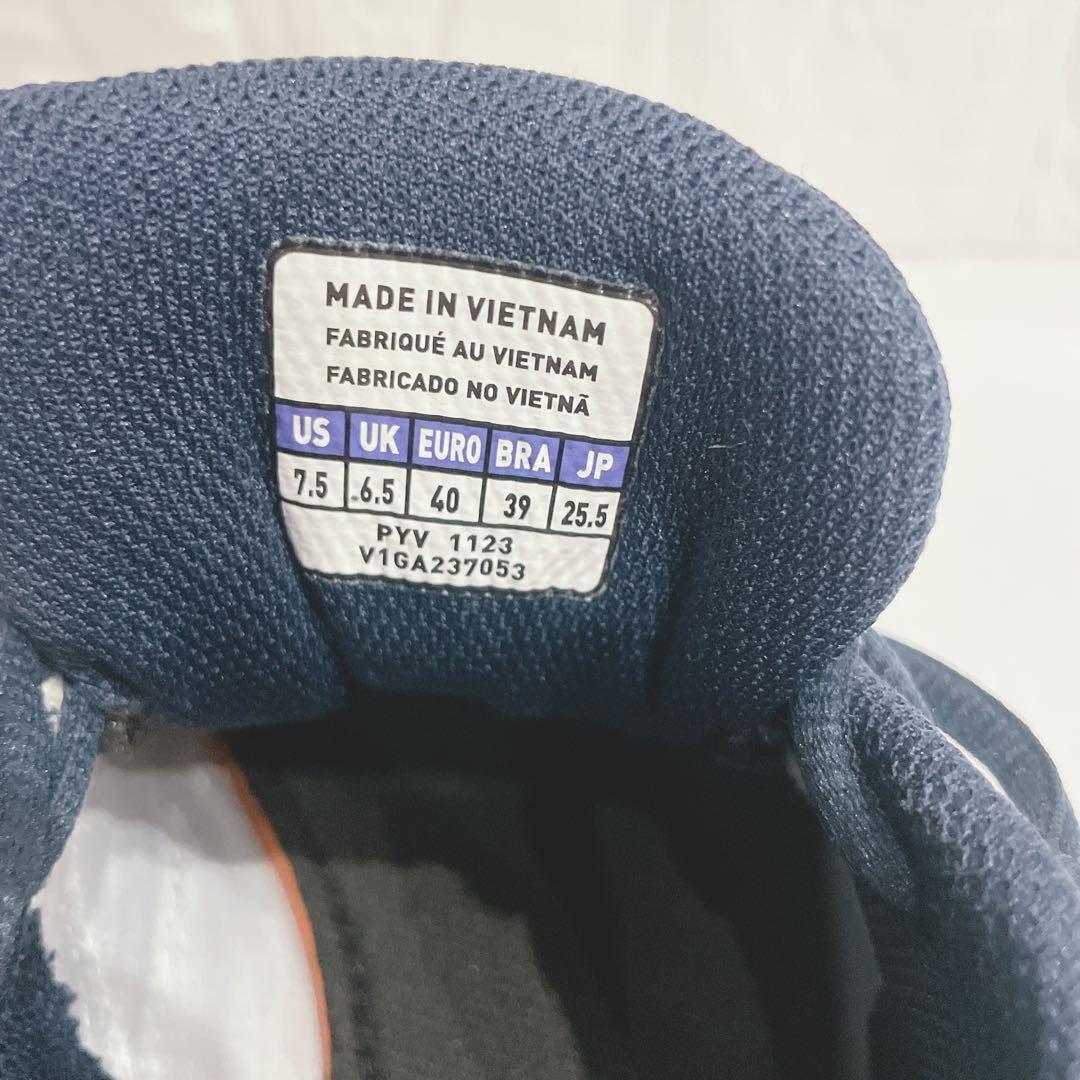 MADE IN VIETNAM
FABRIQUÉ AU VIETNAM
FABRICADO NO VIETNÃ
US UK EURO BRA JP
7.5 6.5 40 39 25.5
PYV 1123
V1GA237053